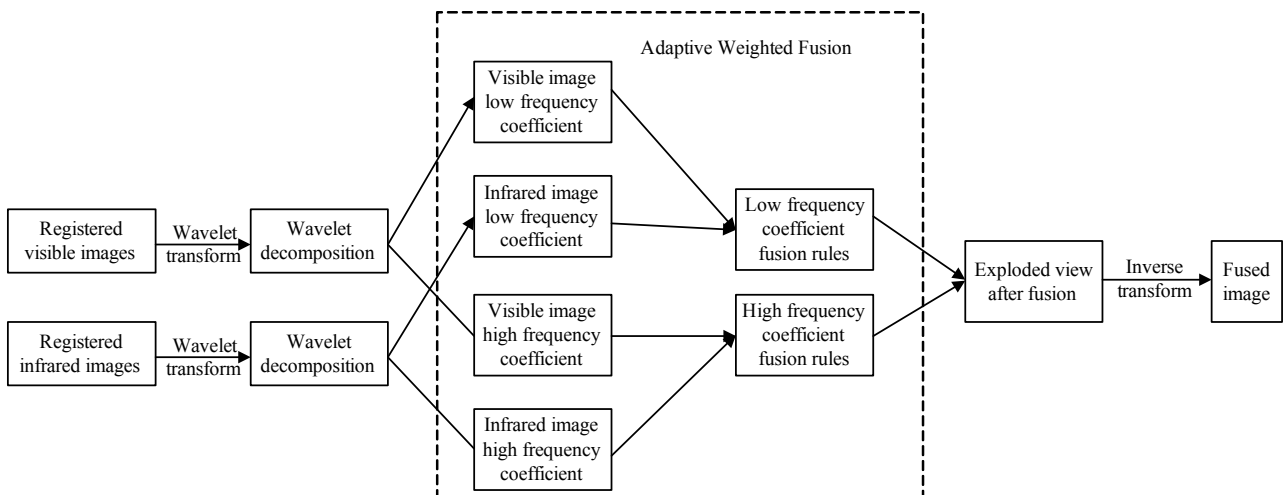 Adaptive Weighted Fusion
Registered
visible images
Wavelet
transform
Wavelet
decomposition
Registered
infrared images
Wavelet
transform
Wavelet
decomposition
Visible image
low frequency
coefficient
Infrared image
low frequency
coefficient
Visible image
high frequency
coefficient
Infrared image
high frequency
coefficient
Low frequency
coefficient
fusion rules
High frequency
coefficient
fusion rules
Exploded view
after fusion
Inverse
transform
Fused
image